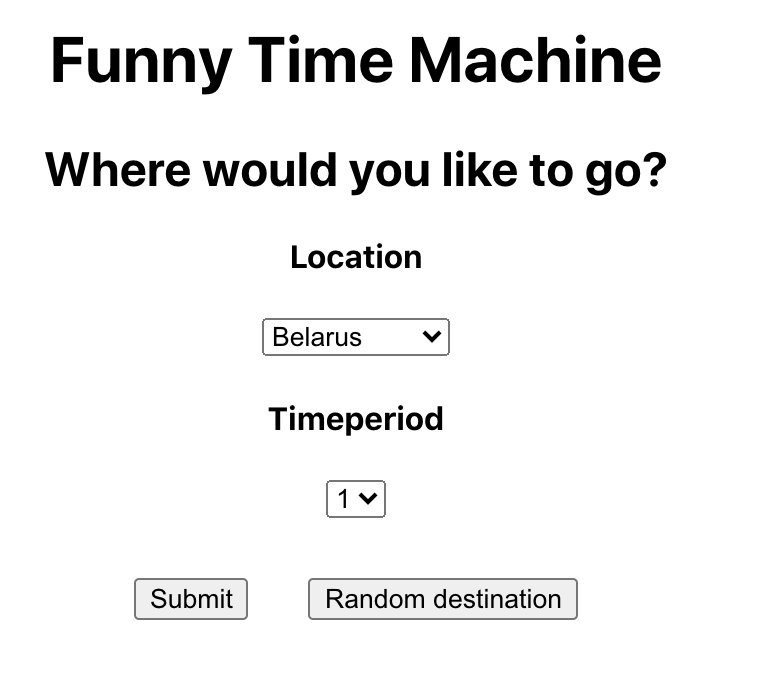 Funny Time Machine
Where would you like to go?
Location
Belarus
Timeperiod
1
Submit Random destination